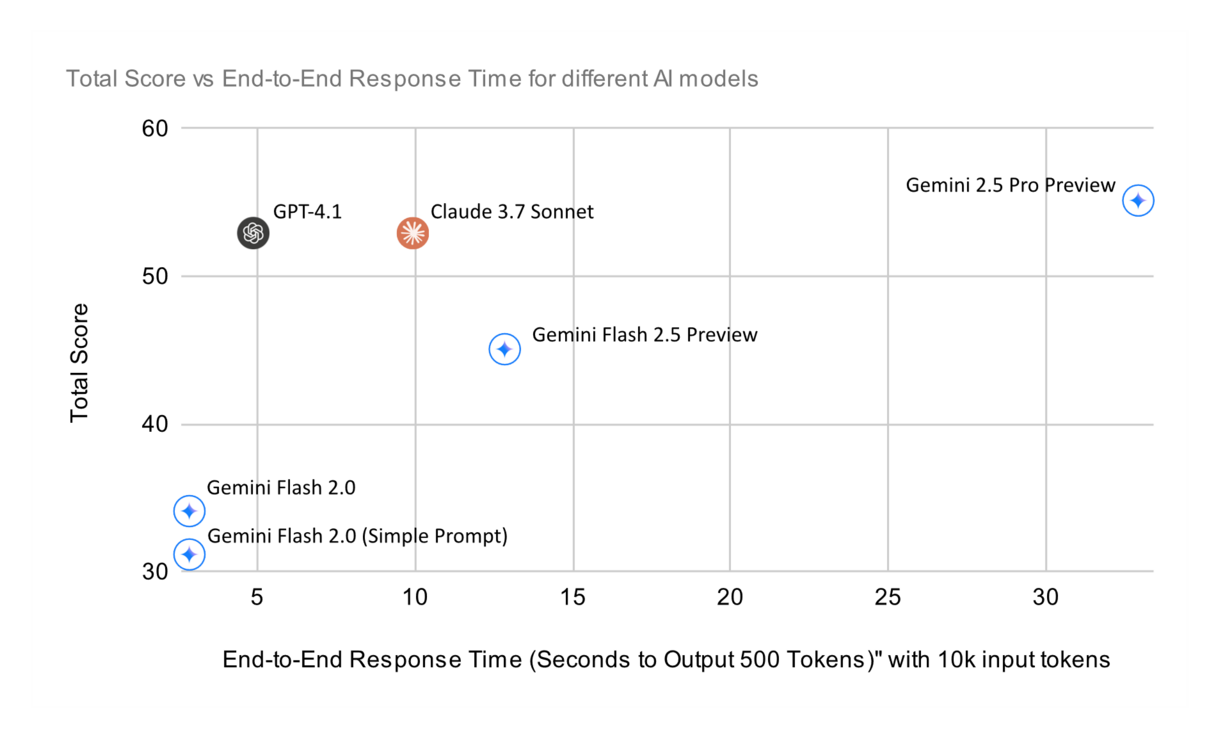 Total Score vs End-to-End Response Time for different AI models
60
Gemini 2.5 Pro Preview
GPT-4.1
Claude 3.7 Sonnet
50
Gemini Flash 2.5 Preview
Total Score
40
Gemini Flash 2.0
Gemini Flash 2.0 (Simple Prompt)
30
5 10 15 20 25 30
End-to-End Response Time (Seconds to Output 500 Tokens)" with 10k input tokens